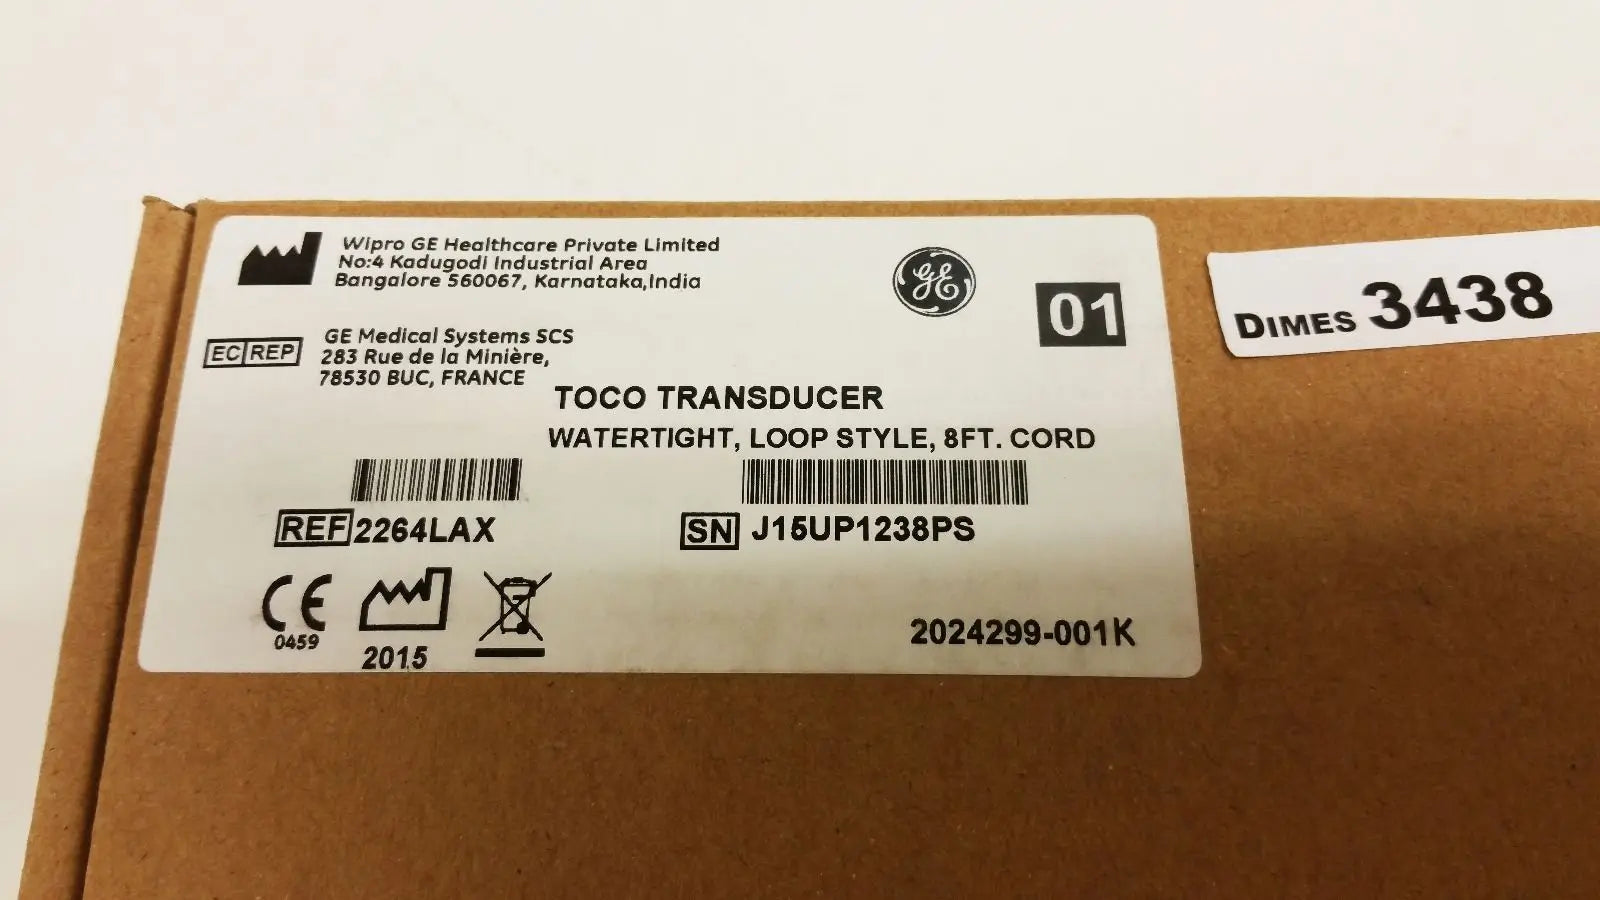 Wipro GE Healthcare Private Limited
No:4 Kadugodi Industrial Area
Bangalore 560067, Karnataka,India
GE
01
DIMES 3438
EC REP
GE Medical Systems SCS
283 Rue de la Minière,
78530 BUC, FRANCE
TOCO TRANSDUCER
WATERTIGHT, LOOP STYLE, 8FT. CORD
REF 2264LAX
SN J15UP1238PS
CE
0459
2015
2024299-001K